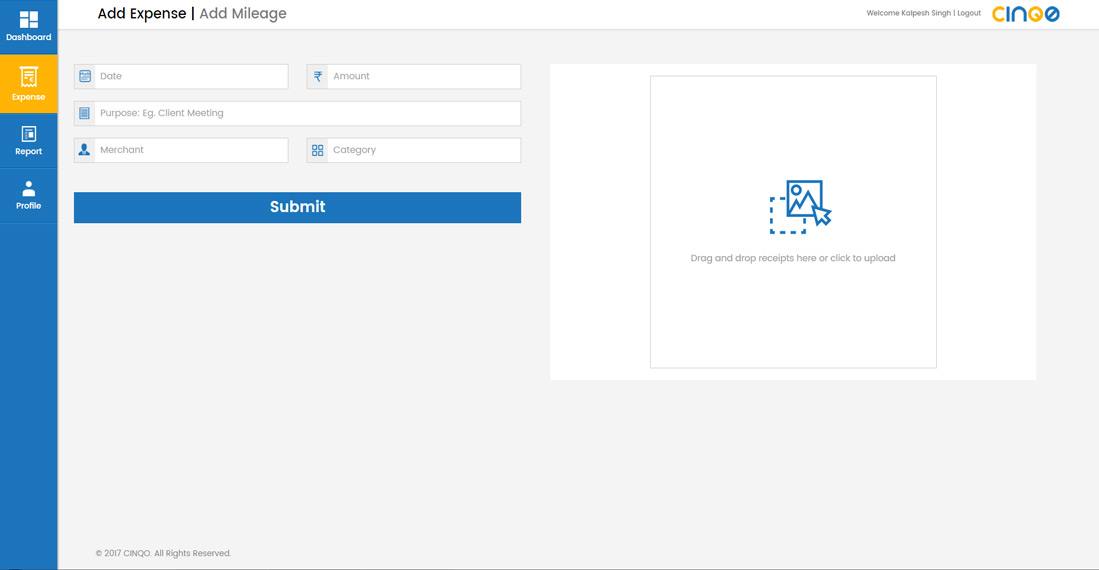 Add Expense | Add Mileage
Welcome Kalpesh Singh | Logout
CINQO
Dashboard
Expense
Report
Profile
Date
Amount
Purpose: Eg. Client Meeting
Merchant
Category
Submit
Drag and drop receipts here or click to upload
© 2017 CINQO. All Rights Reserved.